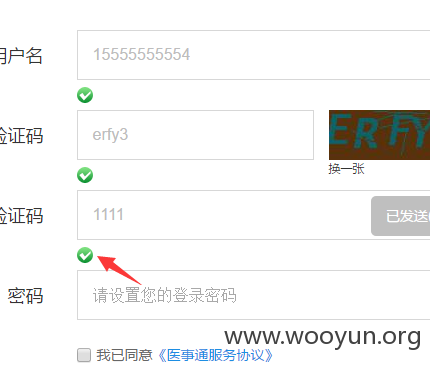 用户名
15555555554
验证码
erfy3
ERFY
换一张
验证码
1111
已发送
密码
请设置您的登录密码
www.wooyun.org
我已同意《医事通服务协议》